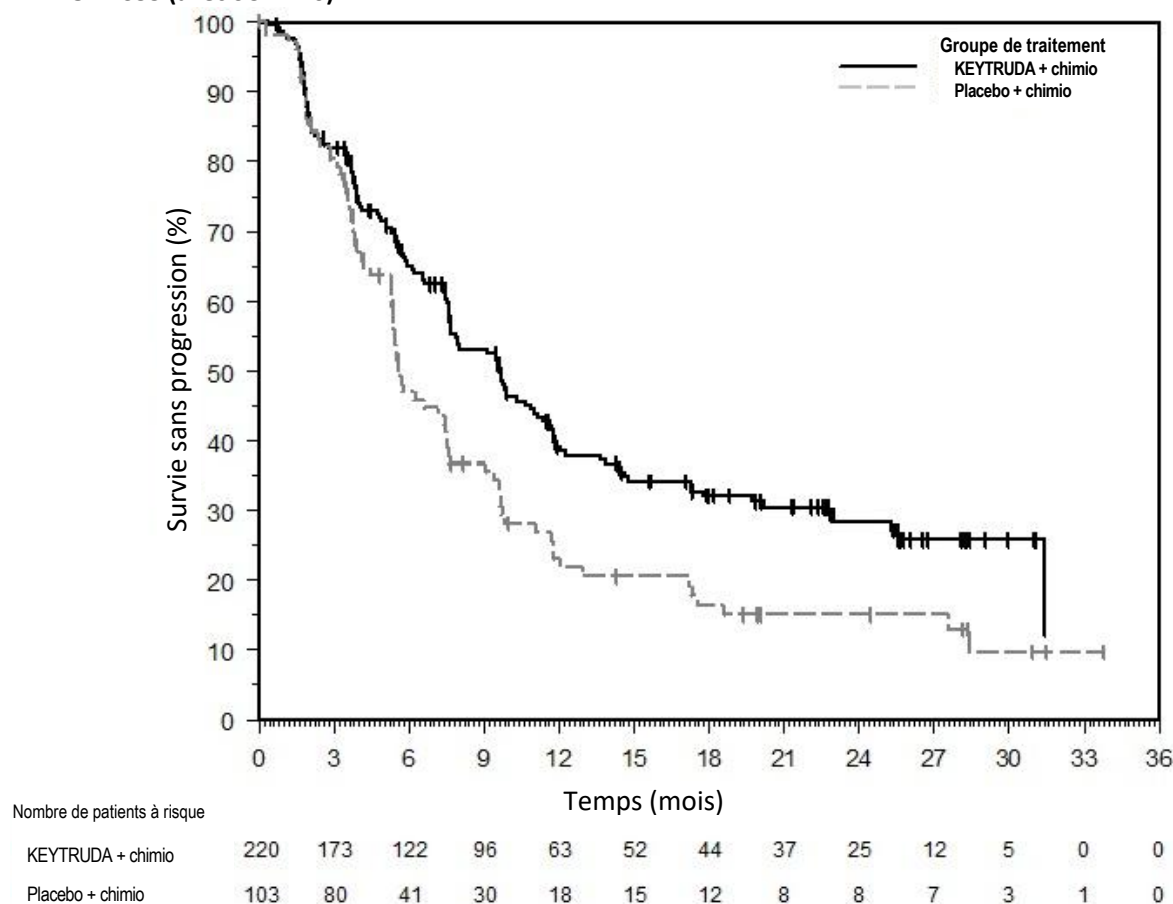 Groupe de traitement
KEYTRUDA + chimio
Placebo + chimio
Survie sans progression (%)
100
90
80
70
60
50
40
30
20
10
0
0 3 6 9 12 15 18 21 24 27 30 33 36
Temps (mois)
Nombre de patients à risque
KEYTRUDA + chimio 220 173 122 96 63 52 44 37 25 12 5 0 0
Placebo + chimio 103 80 41 30 18 15 12 8 8 7 3 1 0